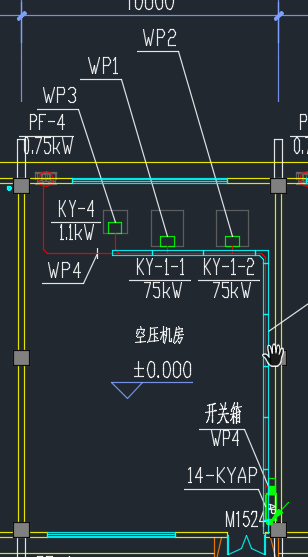 10000
WP2
WP1
WP3
PF-4
0.75kW
KY-4
1.1kW
WP4
KY-1-1 KY-1-2
75kW 75kW
空压机房
±0.000
开关箱
WP4
14-KYAP
M1524